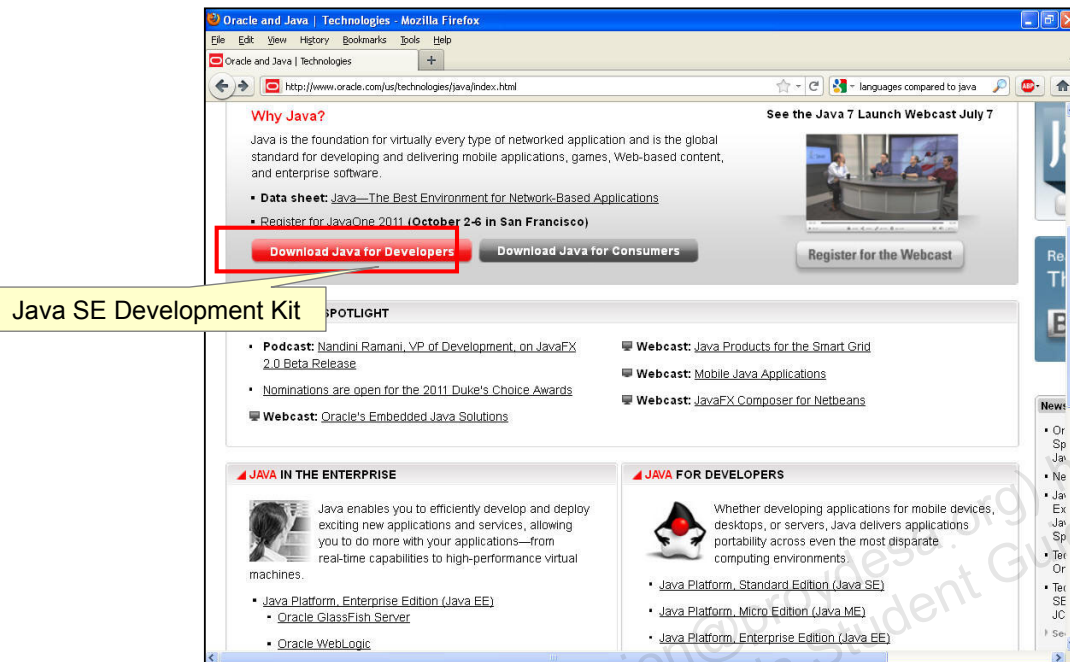 Oracle and Java | Technologies - Mozilla Firefox
File Edit View History Bookmarks Tools Help
Oracle and Java | Technologies +
http://www.oracle.com/us/technologies/java/index.html
languages compared to java
Why Java?
See the Java 7 Launch Webcast July 7
Java is the foundation for virtually every type of networked application and is the global
standard for developing and delivering mobile applications, games, Web-based content,
and enterprise software.
▪ Data sheet: Java—The Best Environment for Network-Based Applications
▪ Register for JavaOne 2011 (October 2-6 in San Francisco)
Download Java for Developers
Download Java for Consumers
Register for the Webcast
Java SE Development Kit
SPOTLIGHT
▪ Podcast: Nandini Ramani, VP of Development, on JavaFX
2.0 Beta Release
▪ Nominations are open for the 2011 Duke's Choice Awards
Webcast: Oracle's Embedded Java Solutions
Webcast: Java Products for the Smart Grid
Webcast: Mobile Java Applications
Webcast: JavaFX Composer for Netbeans
JAVA IN THE ENTERPRISE
Java enables you to efficiently develop and deploy
exciting new applications and services, allowing
you to do more with your applications—from
real-time capabilities to high-performance virtual
machines.
▪ Java Platform, Enterprise Edition (Java EE)
▪ Oracle GlassFish Server
▪ Oracle WebLogic
JAVA FOR DEVELOPERS
Whether developing applications for mobile devices,
desktops, or servers, Java delivers applications
portability across even the most disparate
computing environments.
▪ Java Platform, Standard Edition (Java SE)
▪ Java Platform, Micro Edition (Java ME)
▪ Java Platform, Enterprise Edition (Java EE)
News